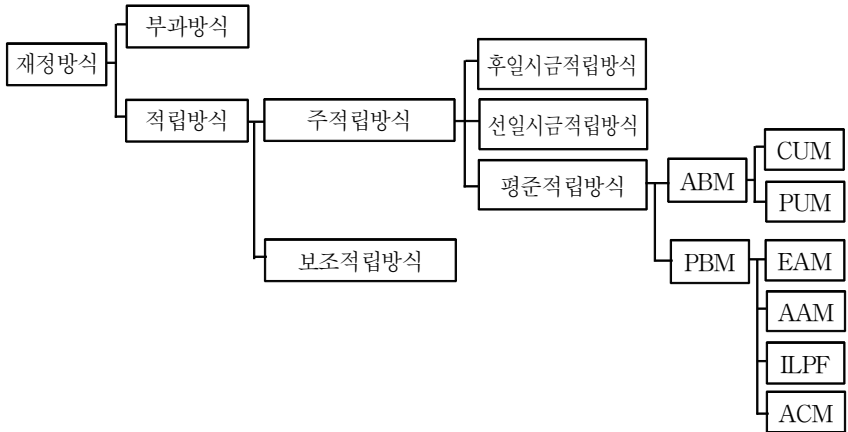 재정방식
부과방식
적립방식
주적립방식
보조적립방식
후일시금적립방식
선일시금적립방식
평준적립방식
ABM
CUM
PUM
PBM
EAM
AAM
ILPF
ACM